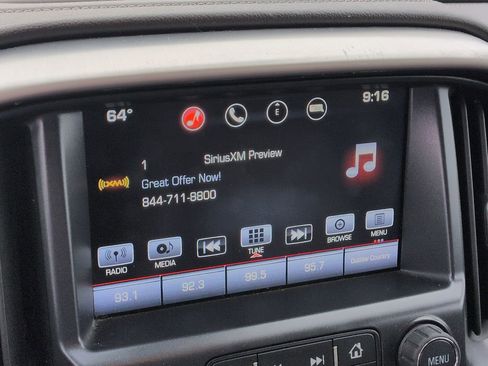 64°
9:16
E
1
SiriusXM Preview
((XM))
Great Offer Now!
844-711-8800
RADIO
MEDIA
TUNE
BROWSE
MENU
93.1
92.3
99.5
95.7
Outlaw Country
MENU